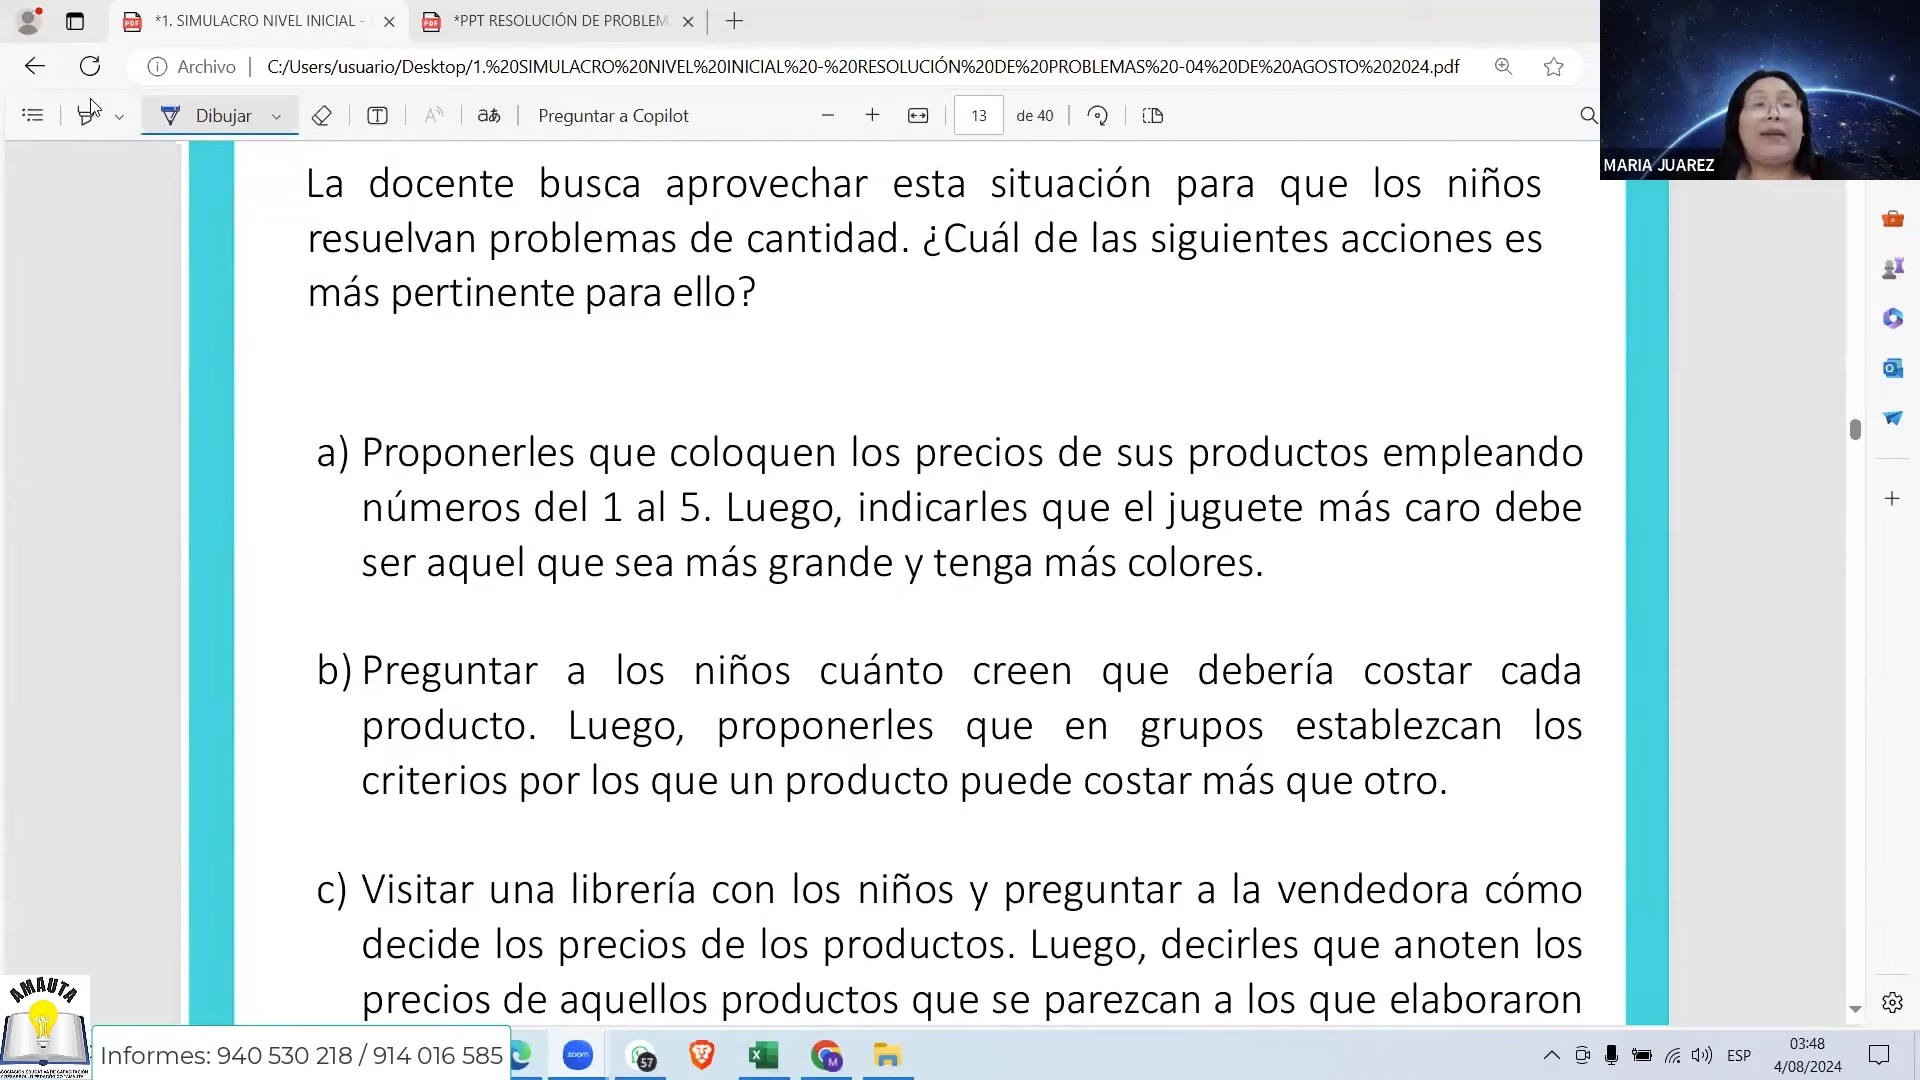 *1. SIMULACRO NIVEL INICIAL -
*PPT RESOLUCIÓN DE PROBLEM
Archivo
C:/Users/usuario/Desktop/1.%20SIMULACRO%20NIVEL%20INICIAL%20-%20RESOLUCIÓN%20DE%20PROBLEMAS%20-04%20DE%20AGOSTO%202024.pdf
Dibujar
Preguntar a Copilot
13
de 40
MARIA JUAREZ
La docente busca aprovechar esta situación para que los niños
resuelvan problemas de cantidad. ¿Cuál de las siguientes acciones es
más pertinente para ello?
a) Proponerles que coloquen los precios de sus productos empleando
números del 1 al 5. Luego, indicarles que el juguete más caro debe
ser aquel que sea más grande y tenga más colores.
b) Preguntar a los niños cuánto creen que debería costar cada
producto. Luego, proponerles que en grupos establezcan los
criterios por los que un producto puede costar más que otro.
c) Visitar una librería con los niños y preguntar a la vendedora cómo
decide los precios de los productos. Luego, decirles que anoten los
precios de aquellos productos que se parezcan a los que elaboraron
AMAUTA
Informes: 940 530 218 / 914 016 585
zoom
57
M
ESP
03:48
4/08/2024